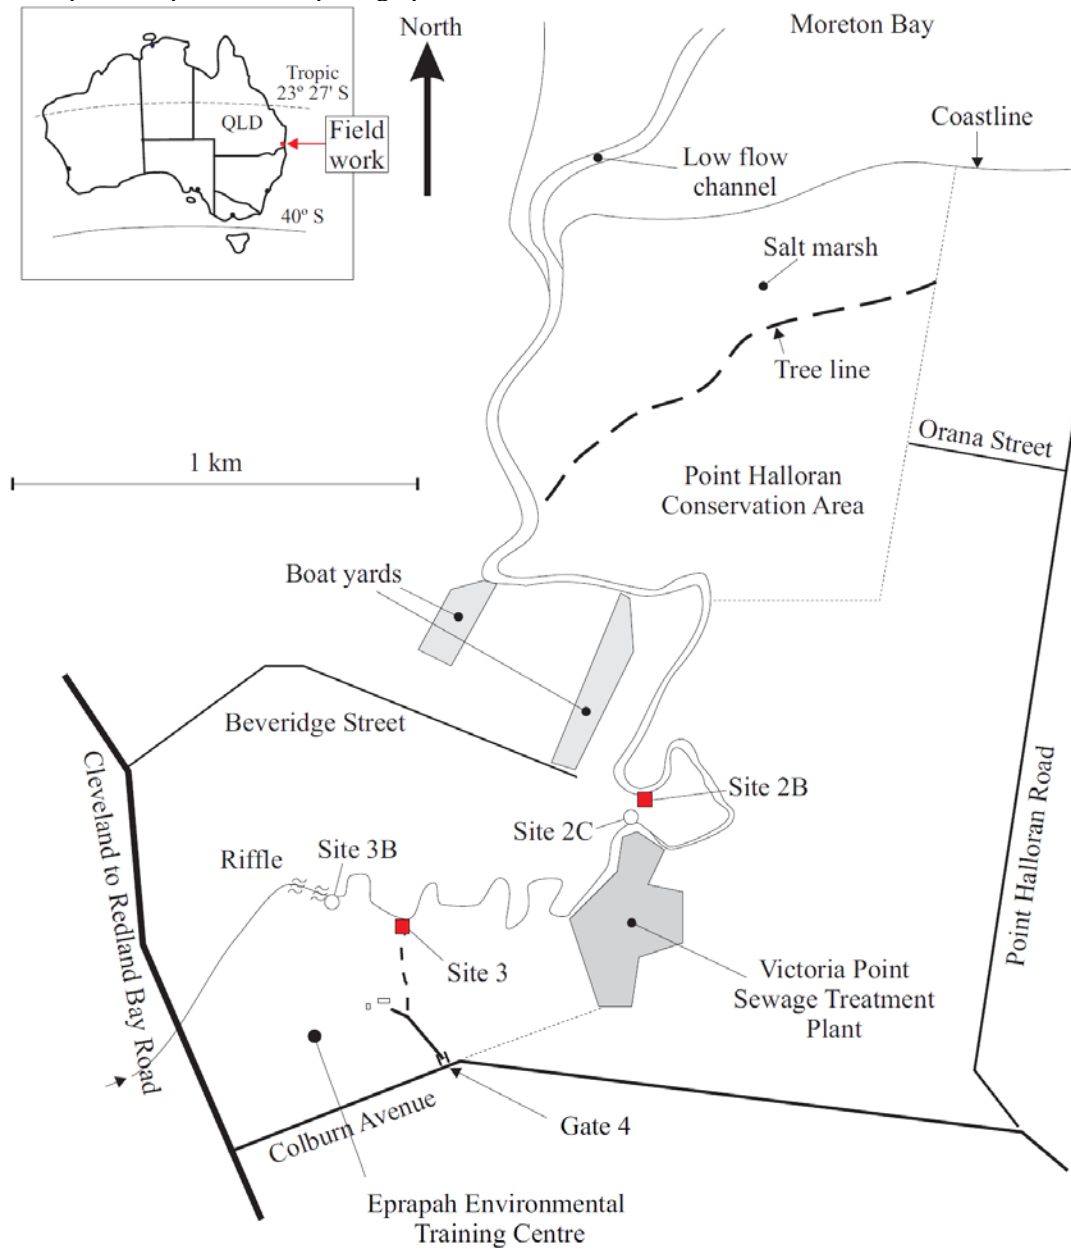 North
Moreton Bay
Tropic
23º 27' S
QLD
Field
work
40º S
Coastline
Low flow
channel
Salt marsh
Tree line
Orana Street
1 km
Point Halloran
Conservation Area
Boat yards
Beveridge Street
Cleveland to Redland Bay Road
Site 2B
Site 2C
Point Halloran Road
Riffle
Site 3B
Site 3
Victoria Point
Sewage Treatment
Plant
Colburn Avenue
Gate 4
Eprapah Environmental
Training Centre